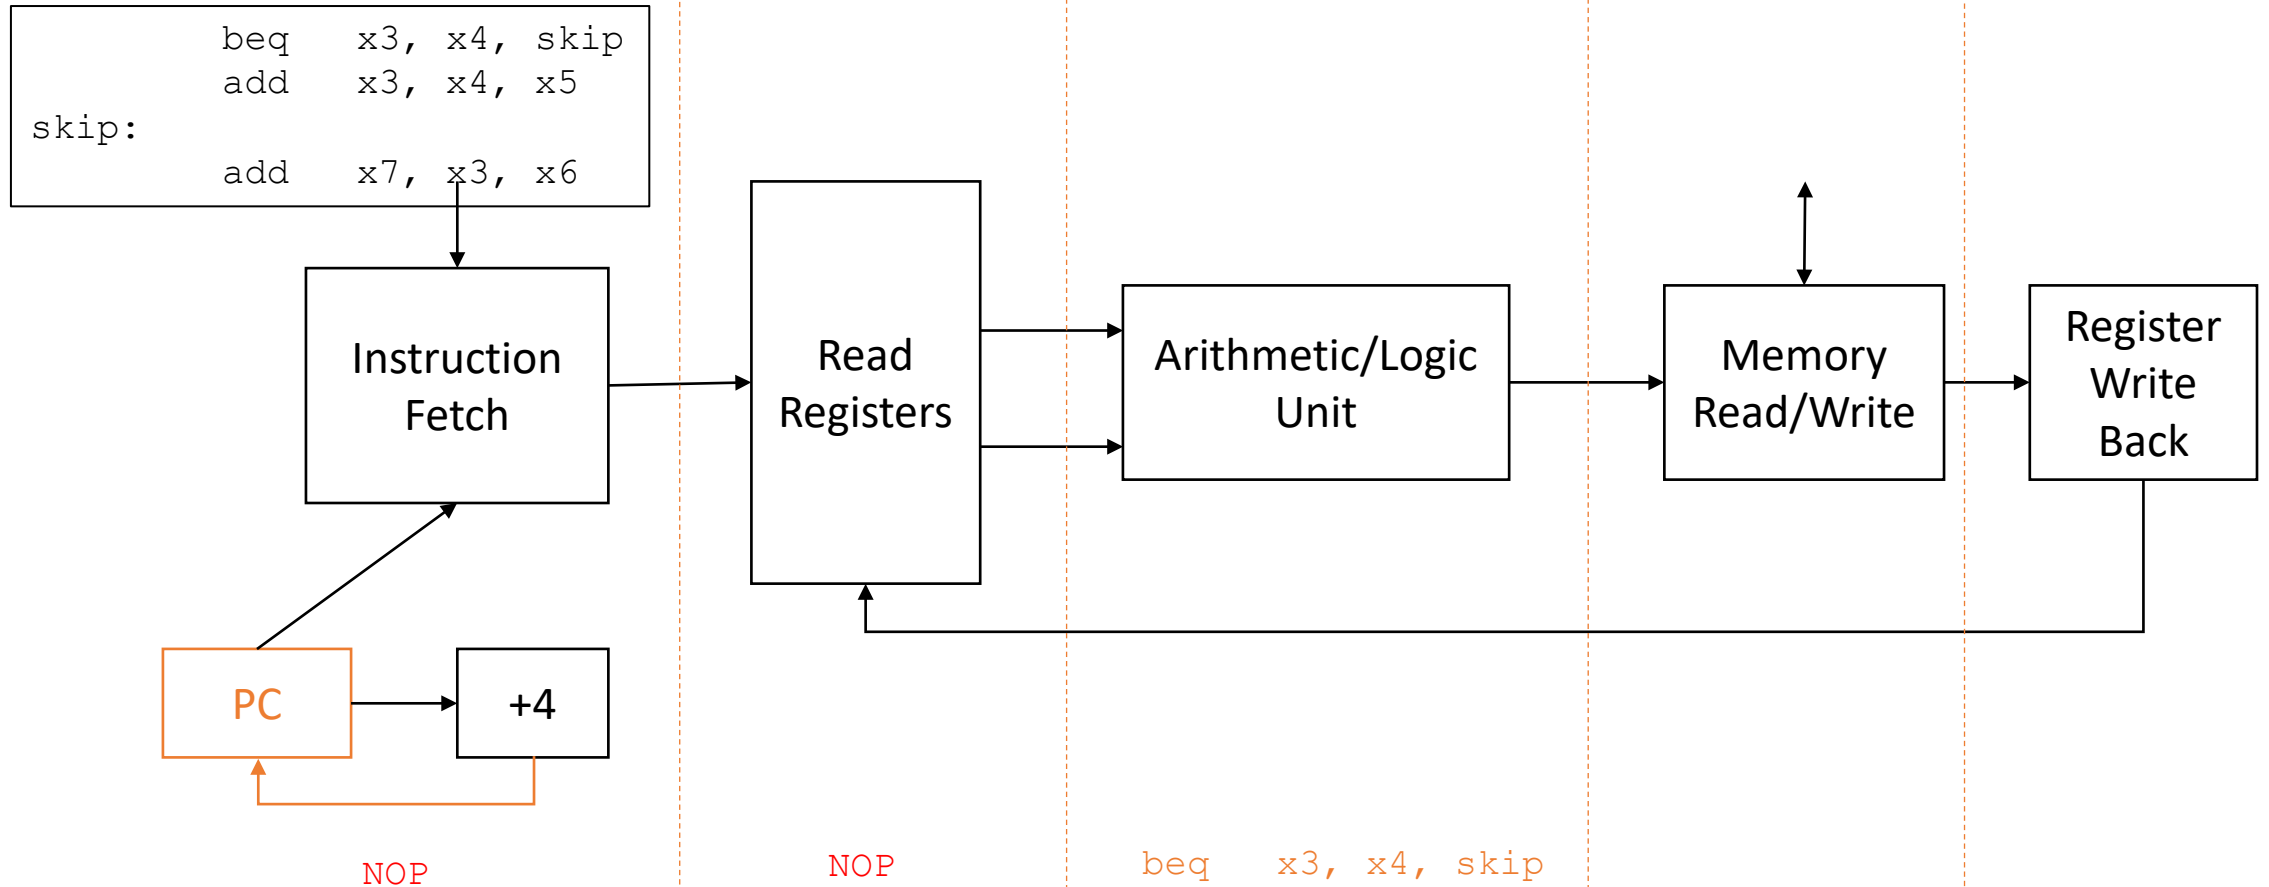 beq x3, x4, skip
add x3, x4, x5
skip:
add x7, x3, x6
Instruction
Fetch
Read
Registers
Arithmetic/Logic
Unit
Memory
Read/Write
Register
Write
Back
PC
+4
NOP
NOP
beq x3, x4, skip